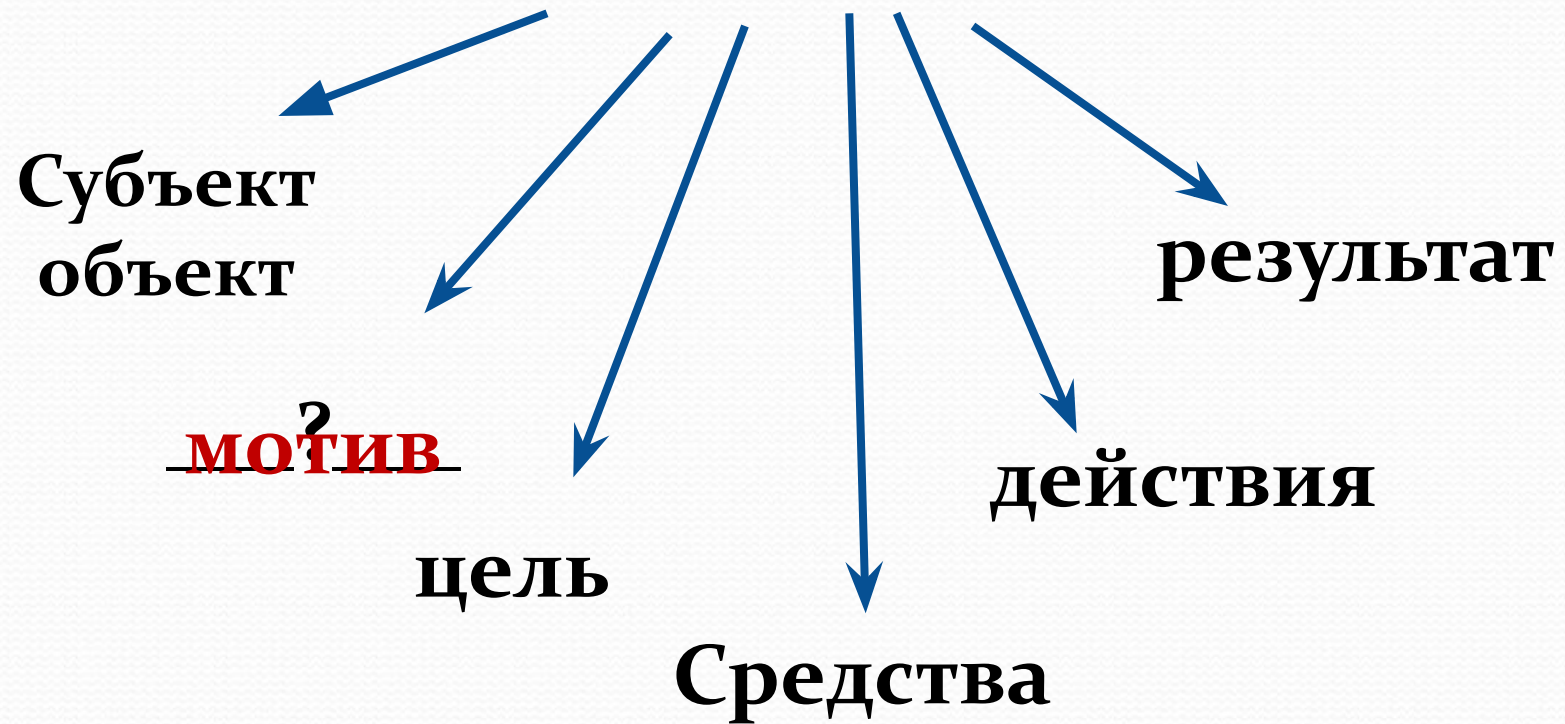 Субъект
объект
результат
?
мотив
действия
цель
Средства